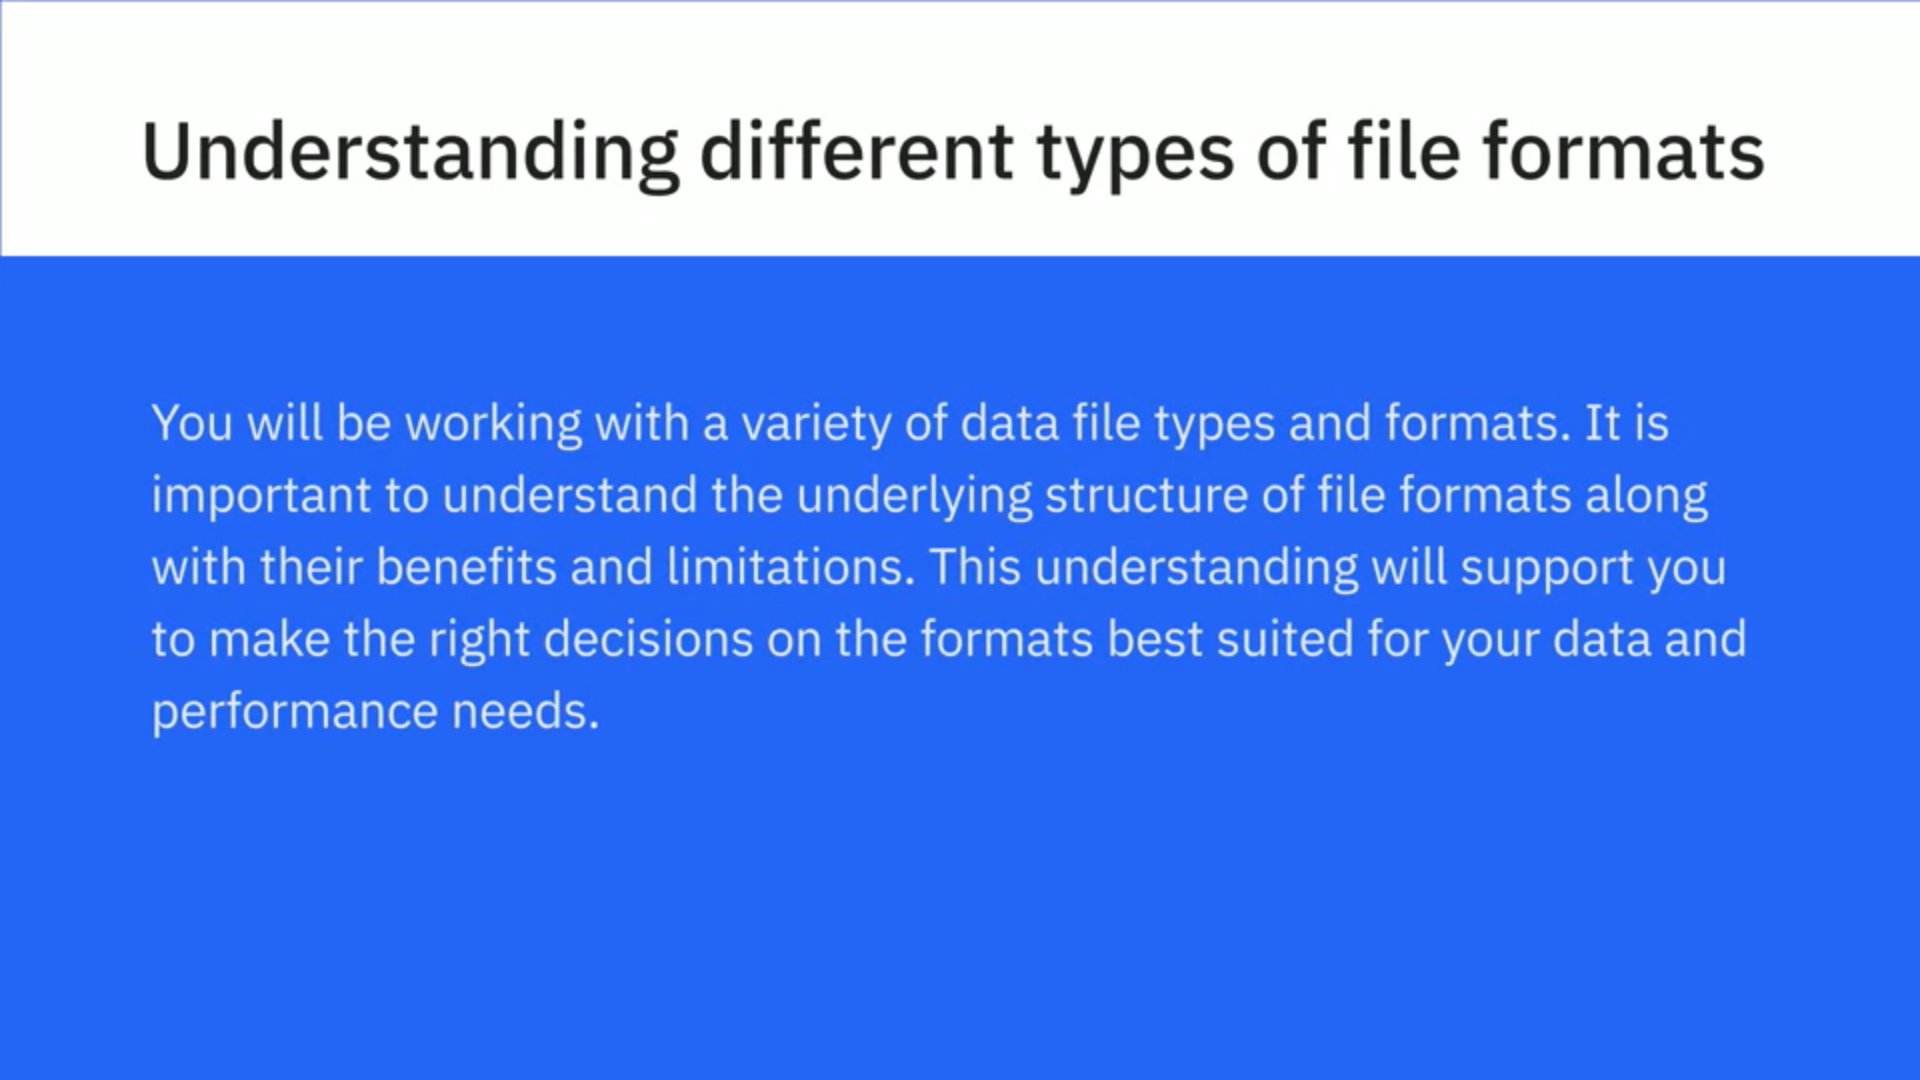 Understanding different types of file formats
You will be working with a variety of data file types and formats. It is
important to understand the underlying structure of file formats along
with their benefits and limitations. This understanding will support you
to make the right decisions on the formats best suited for your data and
performance needs.